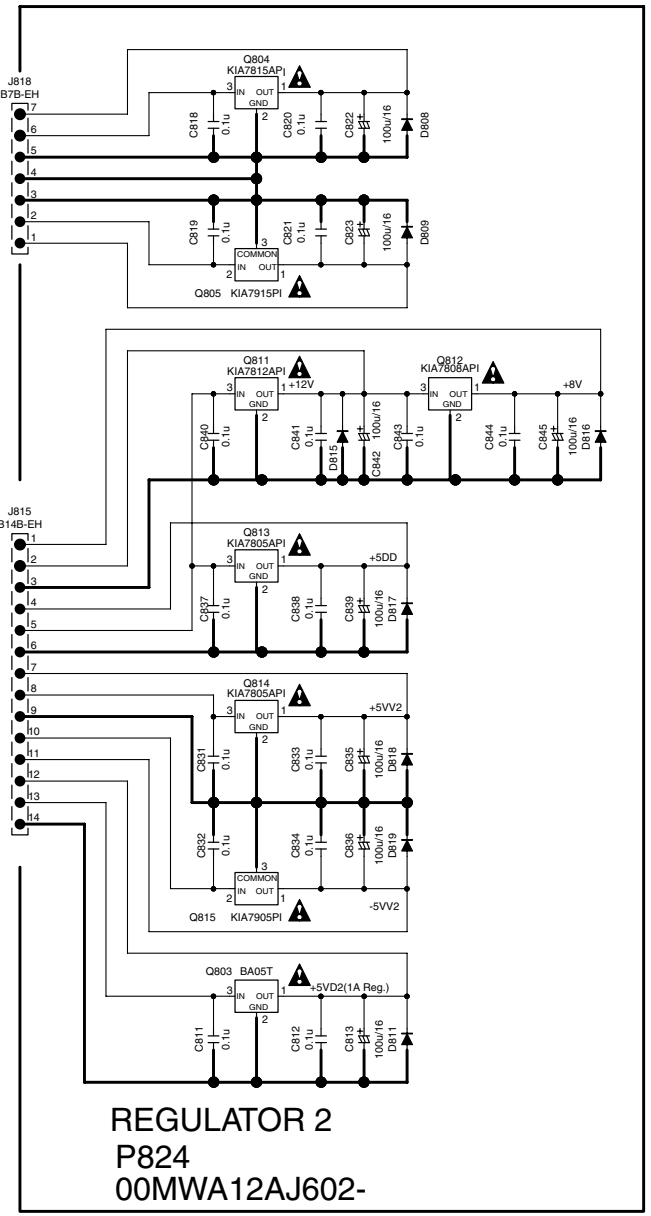 Q804
KIA7815API
J818
B7B-EH
7
6
5
4
3
2
1
3 IN OUT 1
GND
2
C818
0.1u
C820
0.1u
C822
+
100u/16
D808
C819
0.1u
C821
0.1u
C823
100u/16
D809
3
COMMON
2 IN OUT 1
Q805 KIA7915PI
Q811
KIA7812API
3 IN OUT 1
GND
2
+12V
Q812
KIA7808API
3 IN OUT 1
GND
2
+8V
C840
0.1u
C841
0.1u
D815
+
100u/16
C842
C843
0.1u
C844
0.1u
C845
+
100u/16
D816
J815
B14B-EH
1
2
3
4
5
6
7
8
9
10
11
12
13
14
Q813
KIA7805API
3 IN OUT 1
GND
2
+5DD
C837
0.1u
C838
0.1u
C839
+
100u/16
D817
Q814
KIA7805API
3 IN OUT 1
GND
2
+5VV2
C831
0.1u
C833
0.1u
C835
+
100u/16
D818
C832
0.1u
C834
0.1u
C836
+
100u/16
D819
3
COMMON
2 IN OUT 1
Q815 KIA7905PI
-5VV2
Q803 BA05T
3 IN OUT 1
GND
2
+5VD2(1A Reg.)
C811
0.1u
C812
0.1u
C813
+
100u/16
D811
REGULATOR 2
P824
00MWA12AJ602-